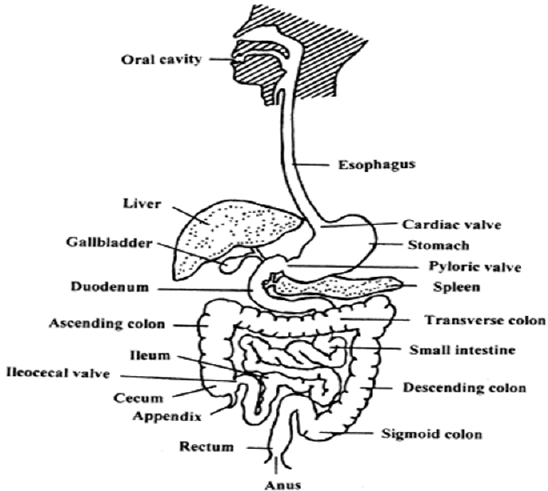 Oral cavity
Esophagus
Liver
Cardiac valve
Gallbladder
Stomach
Pyloric valve
Duodenum
Spleen
Ascending colon
Transverse colon
Ileum
Small intestine
Ileocecal valve
Descending colon
Cecum
Appendix
Sigmoid colon
Rectum
Anus